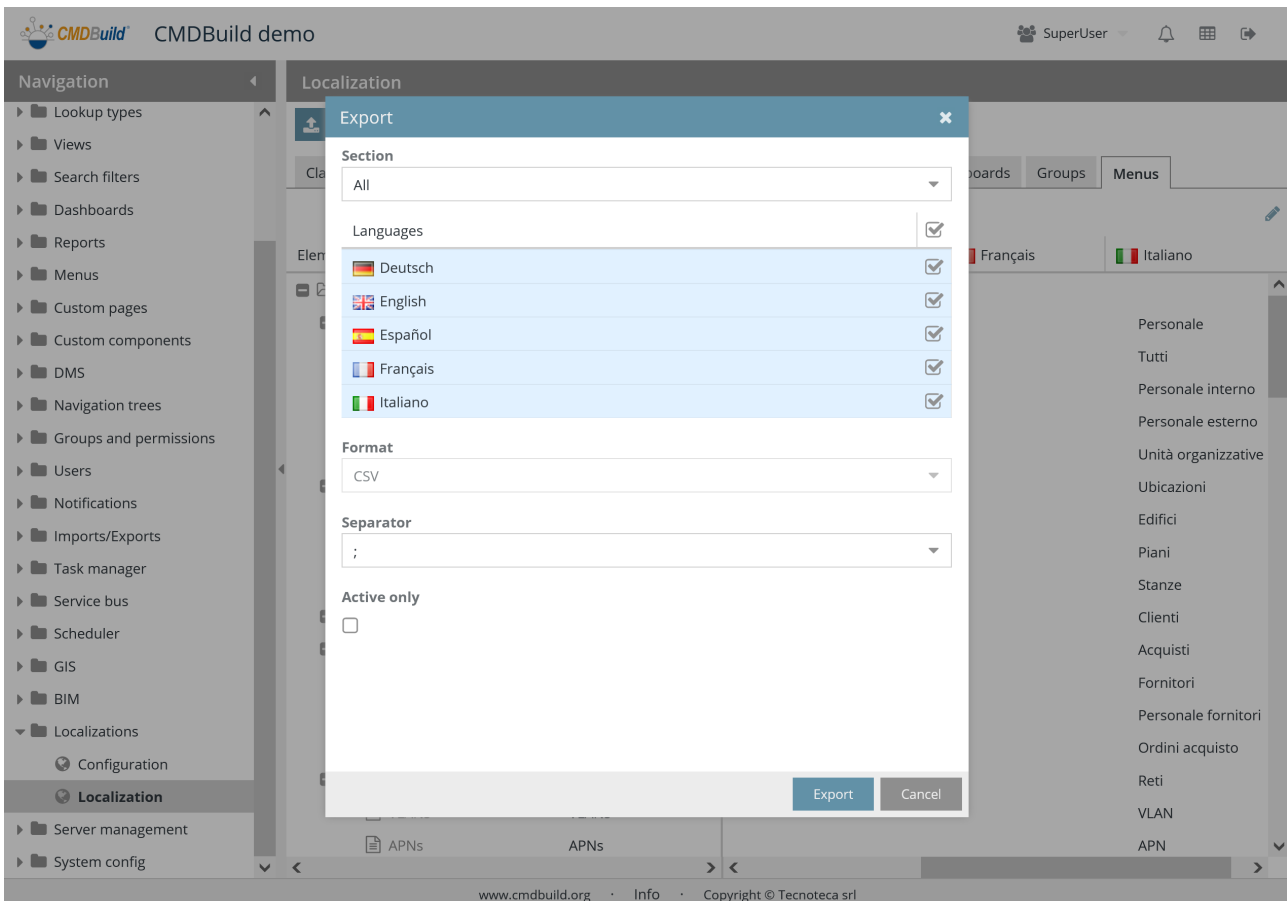 CMDBuild CMDBuild demo SuperUser
Navigation
Lookup types
Views
Search filters
Dashboards
Reports
Menus
Custom pages
Custom components
DMS
Navigation trees
Groups and permissions
Users
Notifications
Imports/Exports
Task manager
Service bus
Scheduler
GIS
BIM
Localizations
Configuration
Localization
Server management
System config
Localization
Cla
boards Groups Menus
Elem
Français Italiano
Export
Section
All
Languages
Deutsch
English
Español
Français
Italiano
Format
CSV
Separator
;
Active only
Export Cancel
Personale
Tutti
Personale interno
Personale esterno
Unità organizzative
Ubicazioni
Edifici
Piani
Stanze
Clienti
Acquisti
Fornitori
Personale fornitori
Ordini acquisto
Reti
VLAN
APNs APNs APN
www.cmdbuild.org · Info · Copyright © Tecnoteca srl